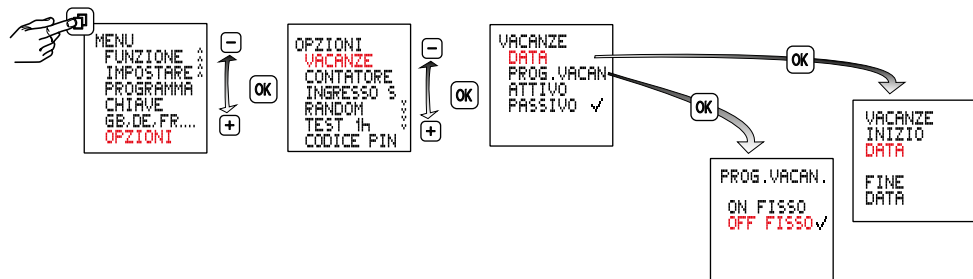 MENU
FUNZIONE
IMPOSTARE
PROGRAMMA
CHIAVE
GB,DE,FR....
OPZIONI
−
+
OK
OPZIONI
VACANZE
CONTATORE
INGRESSO S
RANDOM
TEST 1h
CODICE PIN
−
+
OK
VACANZE
DATA
PROG.VACAN
ATTIVO
PASSIVO ✓
OK
OK
PROG.VACAN.
ON FISSO
OFF FISSO✓
VACANZE
INIZIO
DATA
FINE
DATA